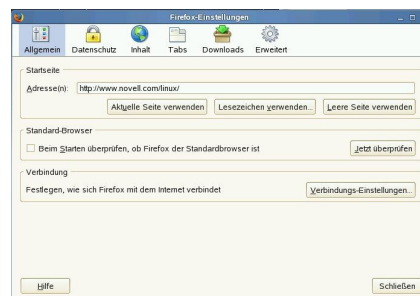 Firefox-Einstellungen
Allgemein Datenschutz Inhalt Tabs Downloads Erweitert
Startseite
Adresse(n): http://www.novell.com/linux/
Aktuelle Seite verwenden Lesezeichen verwenden... Leere Seite verwenden
Standard-Browser
Beim Starten überprüfen, ob Firefox der Standardbrowser ist Jetzt überprüfen
Verbindung
Festlegen, wie sich Firefox mit dem Internet verbindet Verbindungs-Einstellungen...
Hilfe Schließen